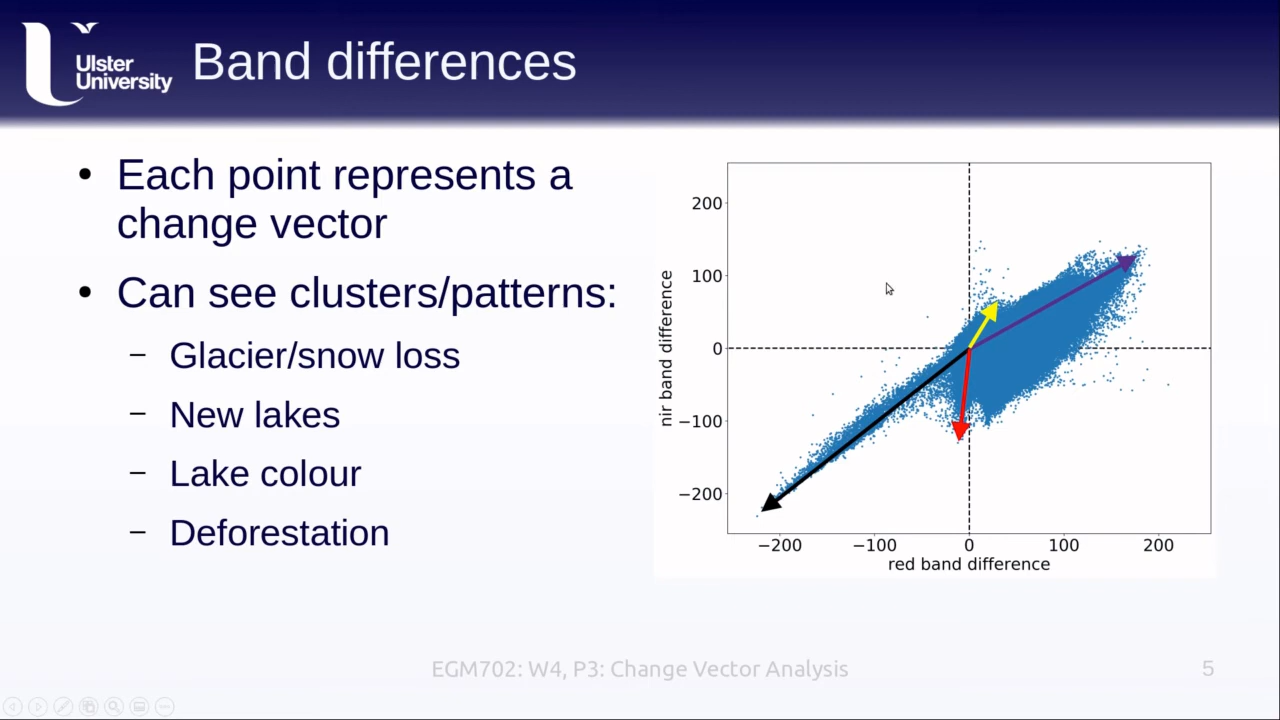 Ulster
University
Band differences
• Each point represents a
change vector
• Can see clusters/patterns:
– Glacier/snow loss
– New lakes
– Lake colour
– Deforestation
nir band difference
200
100
0
−100
−200
−200 −100 0 100 200
red band difference
EGM702: W4, P3: Change Vector Analysis
5